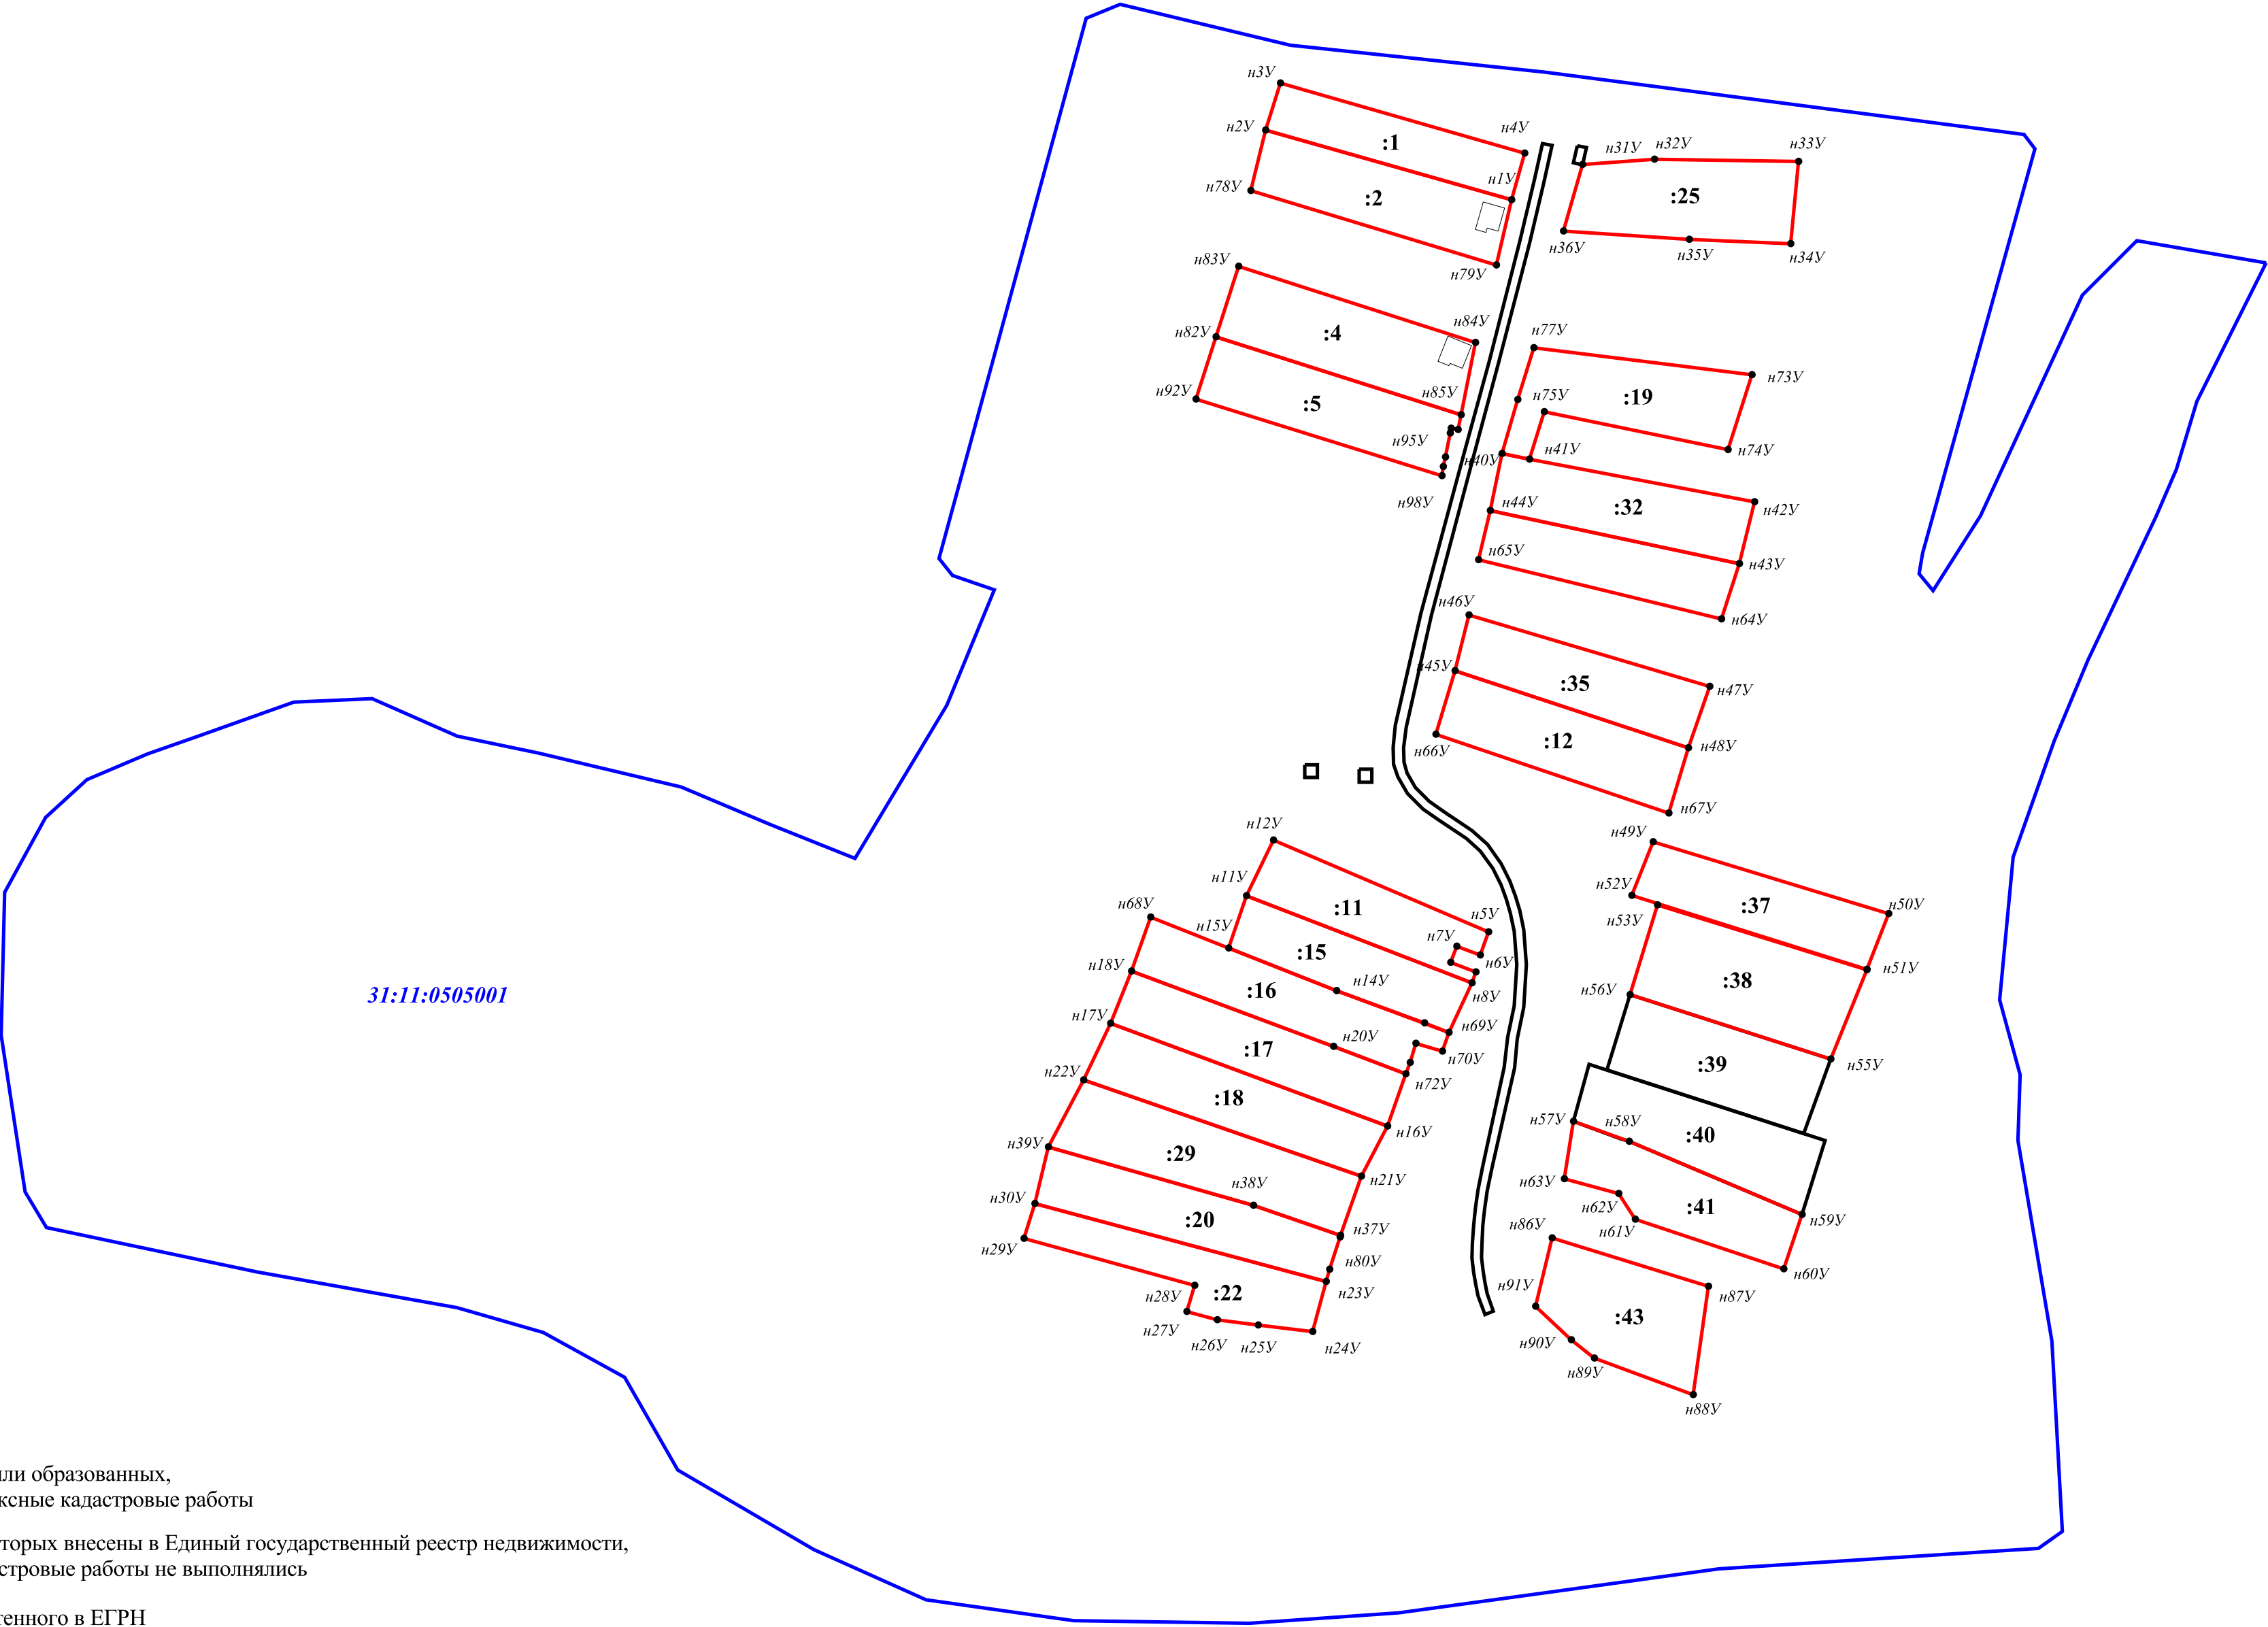 н3У
н4У
н2У
:1
н31У
н32У
н33У
н1У
н78У
:2
:25
н36У
н35У
н34У
н79У
н83У
н84У
н77У
н82У
:4
н73У
н85У
н75У
:19
н92У
:5
н95У
н40У
н41У
н74У
н98У
н44У
:32
н42У
н65У
н43У
н46У
н64У
н45У
:35
н47У
н66У
:12
н48У
н67У
н12У
н49У
н11У
н52У
н68У
:11
н5У
н53У
:37
н50У
н15У
н7У
:15
н6У
н18У
н14У
н8У
н51У
:16
н56У
:38
31:11:0505001
н17У
н20У
н69У
:17
н70У
:39
н55У
н22У
н72У
:18
н57У
н58У
н16У
:40
н39У
:29
н21У
н63У
н38У
н30У
н62У
:41
:20
н37У
н61У
н59У
н29У
н86У
н80У
н60У
н28У
:22
н23У
н91У
н87У
н27У
н26У
н25У
н24У
н90У
:43
н89У
н88У
или образованных,
ксные кадастровые работы
торых внесены в Единый государственный реестр недвижимости,
стровые работы не выполнялись
тенного в ЕГРН